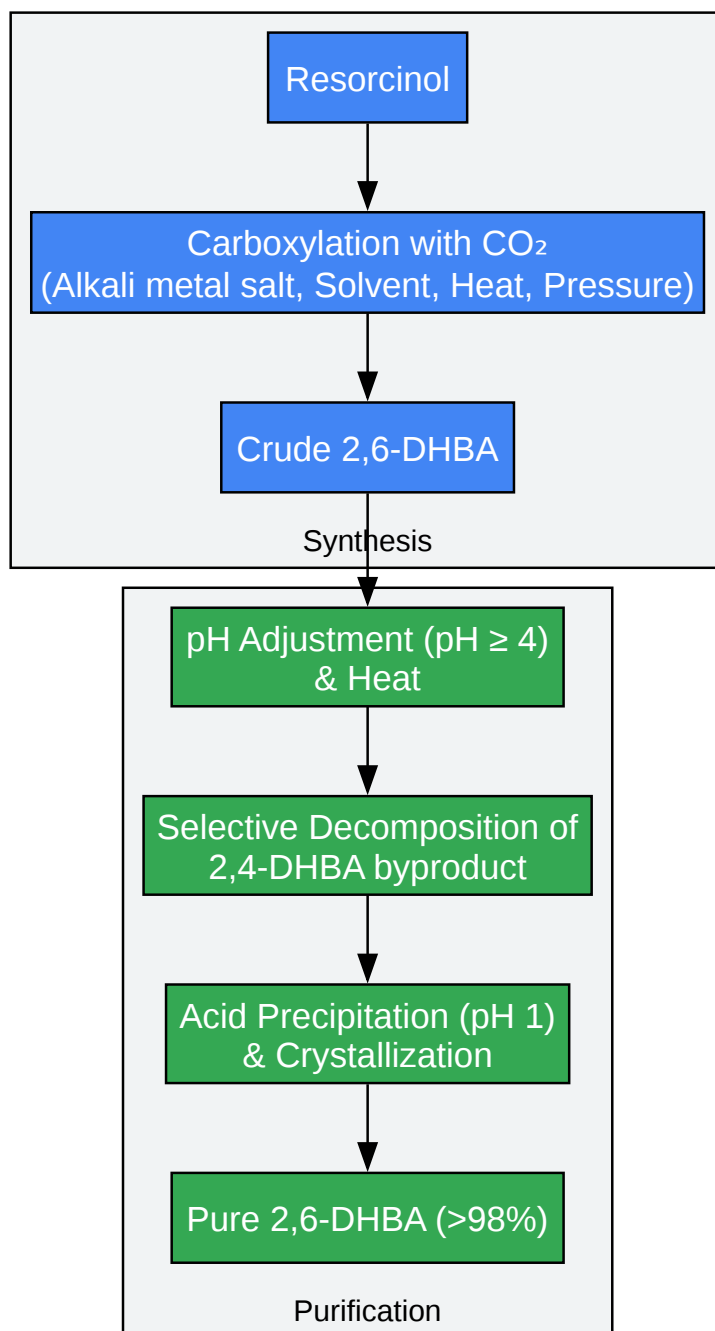 Resorcinol
Carboxylation with CO₂
(Alkali metal salt, Solvent, Heat, Pressure)
Crude 2,6-DHBA
Synthesis
pH Adjustment (pH ≥ 4)
& Heat
Selective Decomposition of
2,4-DHBA byproduct
Acid Precipitation (pH 1)
& Crystallization
Pure 2,6-DHBA (>98%)
Purification